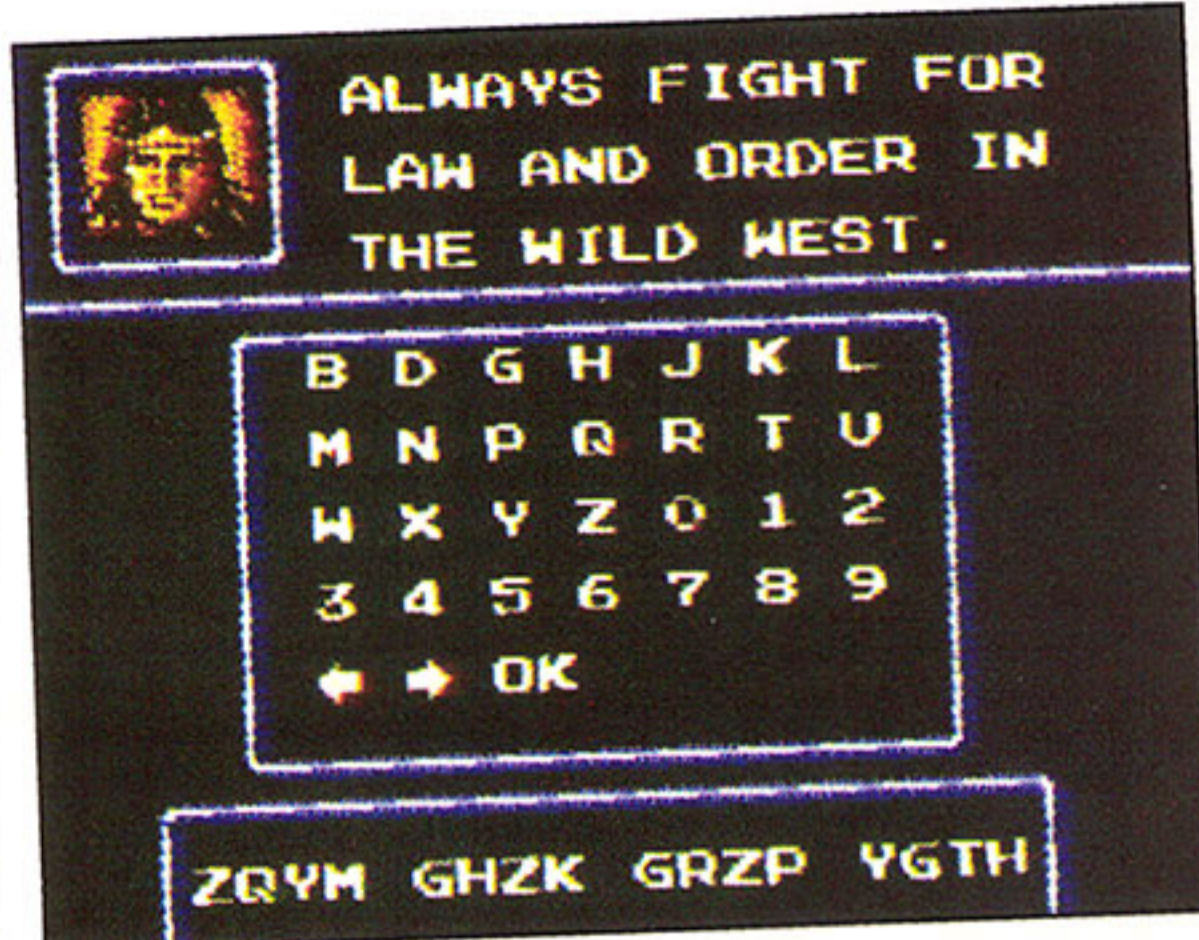 ALWAYS FIGHT FOR
LAW AND ORDER IN
THE WILD WEST.
B D G H J K L
M N P Q R T V
W X Y Z 0 1 2
3 4 5 6 7 8 9
← → OK
ZQYM GHZK GRZP YGTH